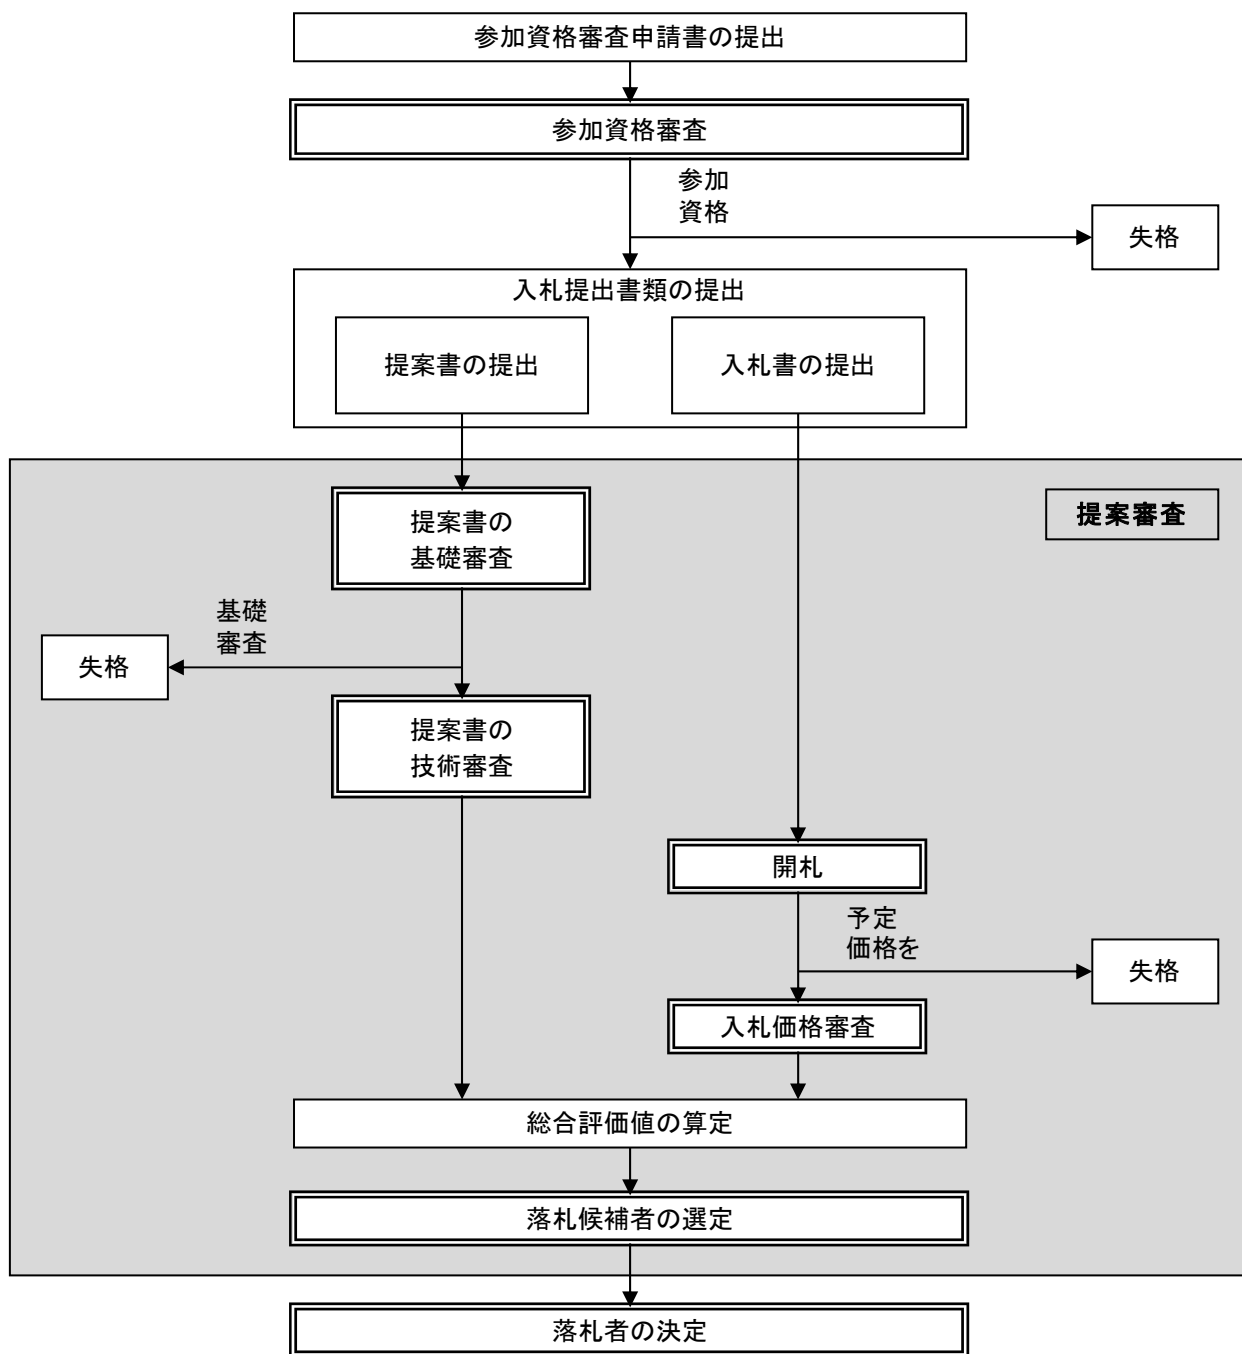 参加資格審査申請書の提出
参加資格審査
参加
資格
失格
入札提出書類の提出
提案書の提出
入札書の提出
提案審査
提案書の
基礎審査
基礎
審査
失格
提案書の
技術審査
開札
予定
価格を
失格
入札価格審査
総合評価値の算定
落札候補者の選定
落札者の決定